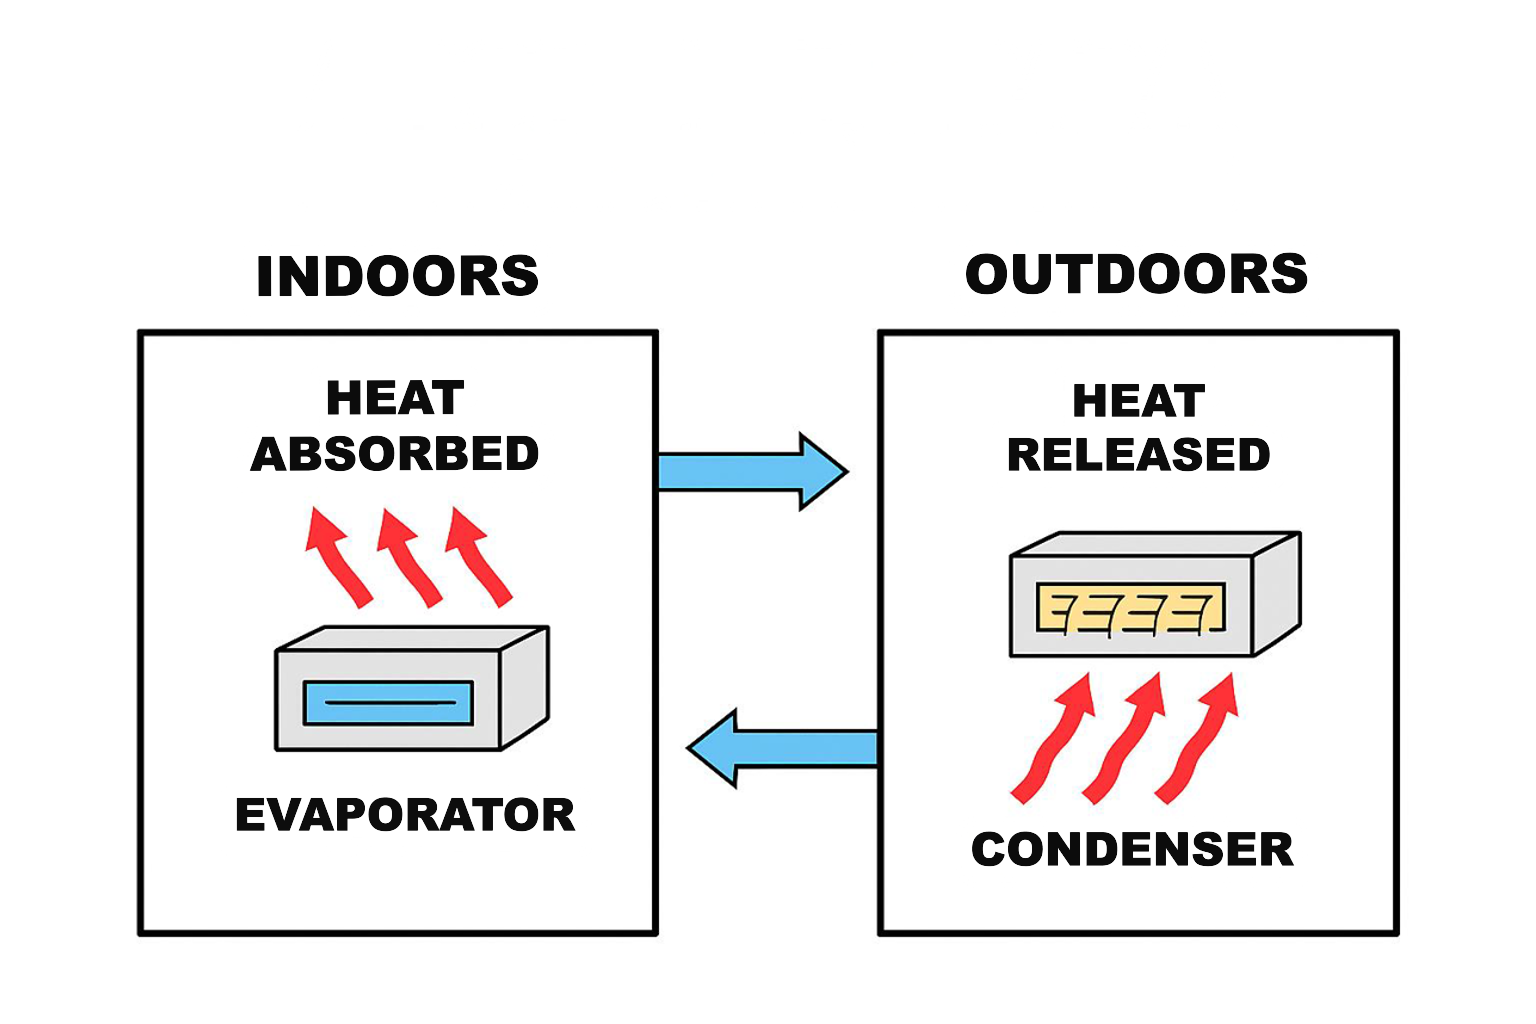 INDOORS
OUTDOORS
HEAT
ABSORBED
EVAPORATOR
HEAT
RELEASED
CONDENSER